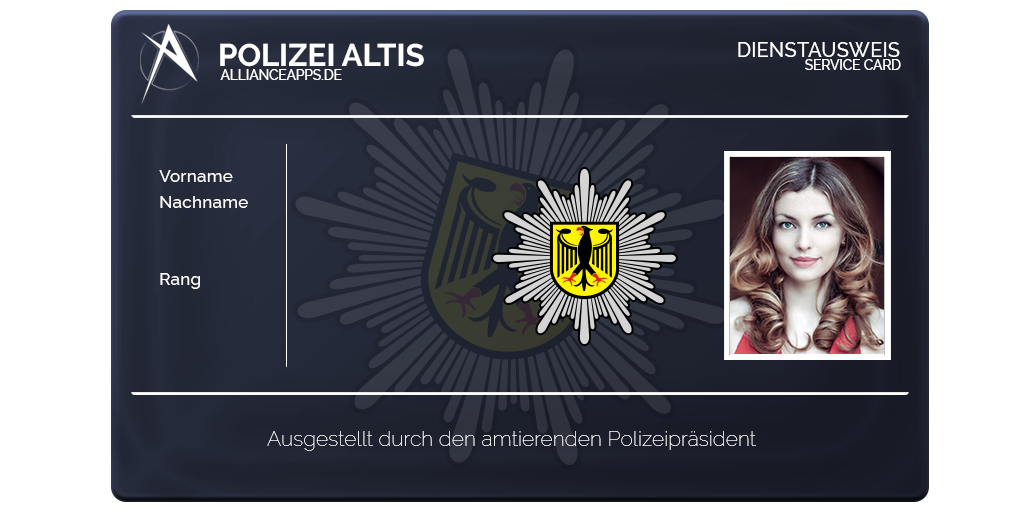 POLIZEI ALTIS
ALLIANCEAPPS.DE
DIENSTAUSWEIS
SERVICE CARD
Vorname
Nachname
Rang
Ausgestellt durch den amtierenden Polizeipräsident